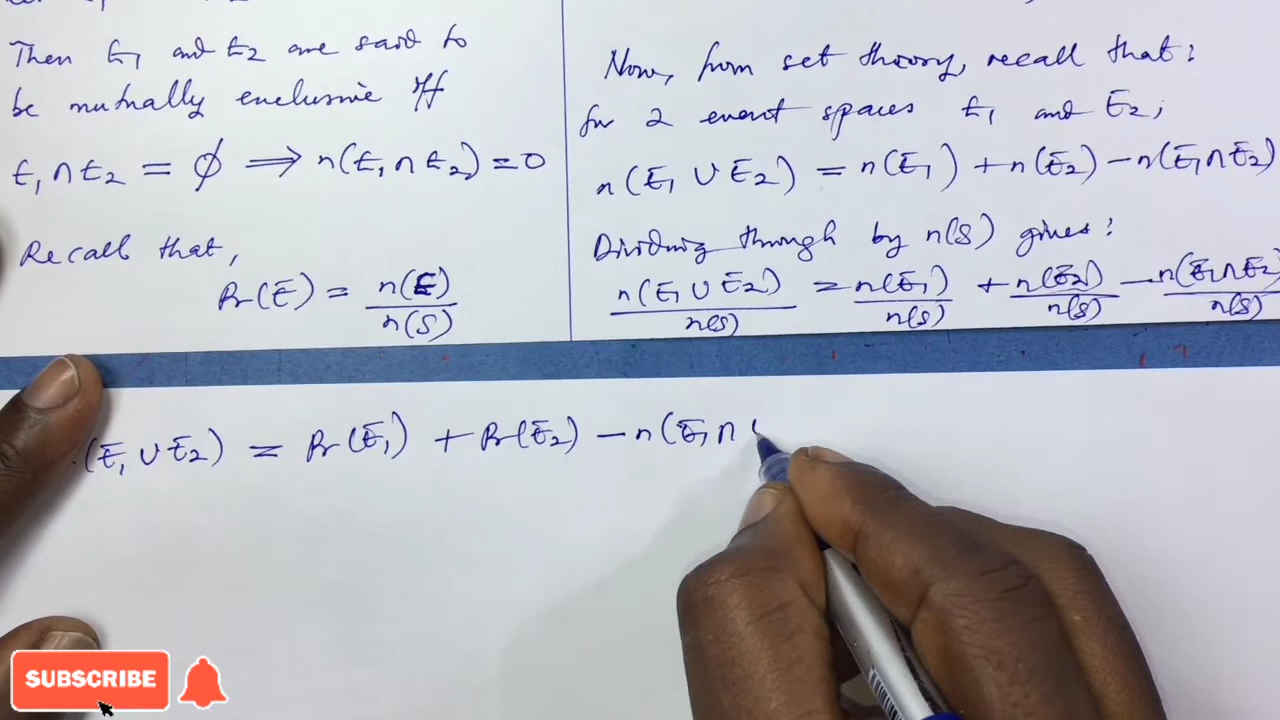 Then E1 and E2 are said to
be mutually exclusive iff
E1 ∩ E2 = ∅ ⟹ n(E1 ∩ E2) = 0
Recall that,
Pr(E) = n(E)/n(S)
Now, from set theory, recall that:
for 2 event spaces E1 and E2;
n(E1 ∪ E2) = n(E1) + n(E2) - n(E1 ∩ E2)
Dividing through by n(S) gives:
n(E1 ∪ E2)/n(S) = n(E1)/n(S) + n(E2)/n(S) - n(E1 ∩ E2)/n(S)
(E1 ∪ E2) = Pr(E1) + Pr(E2) - n(E1 ∩
SUBSCRIBE